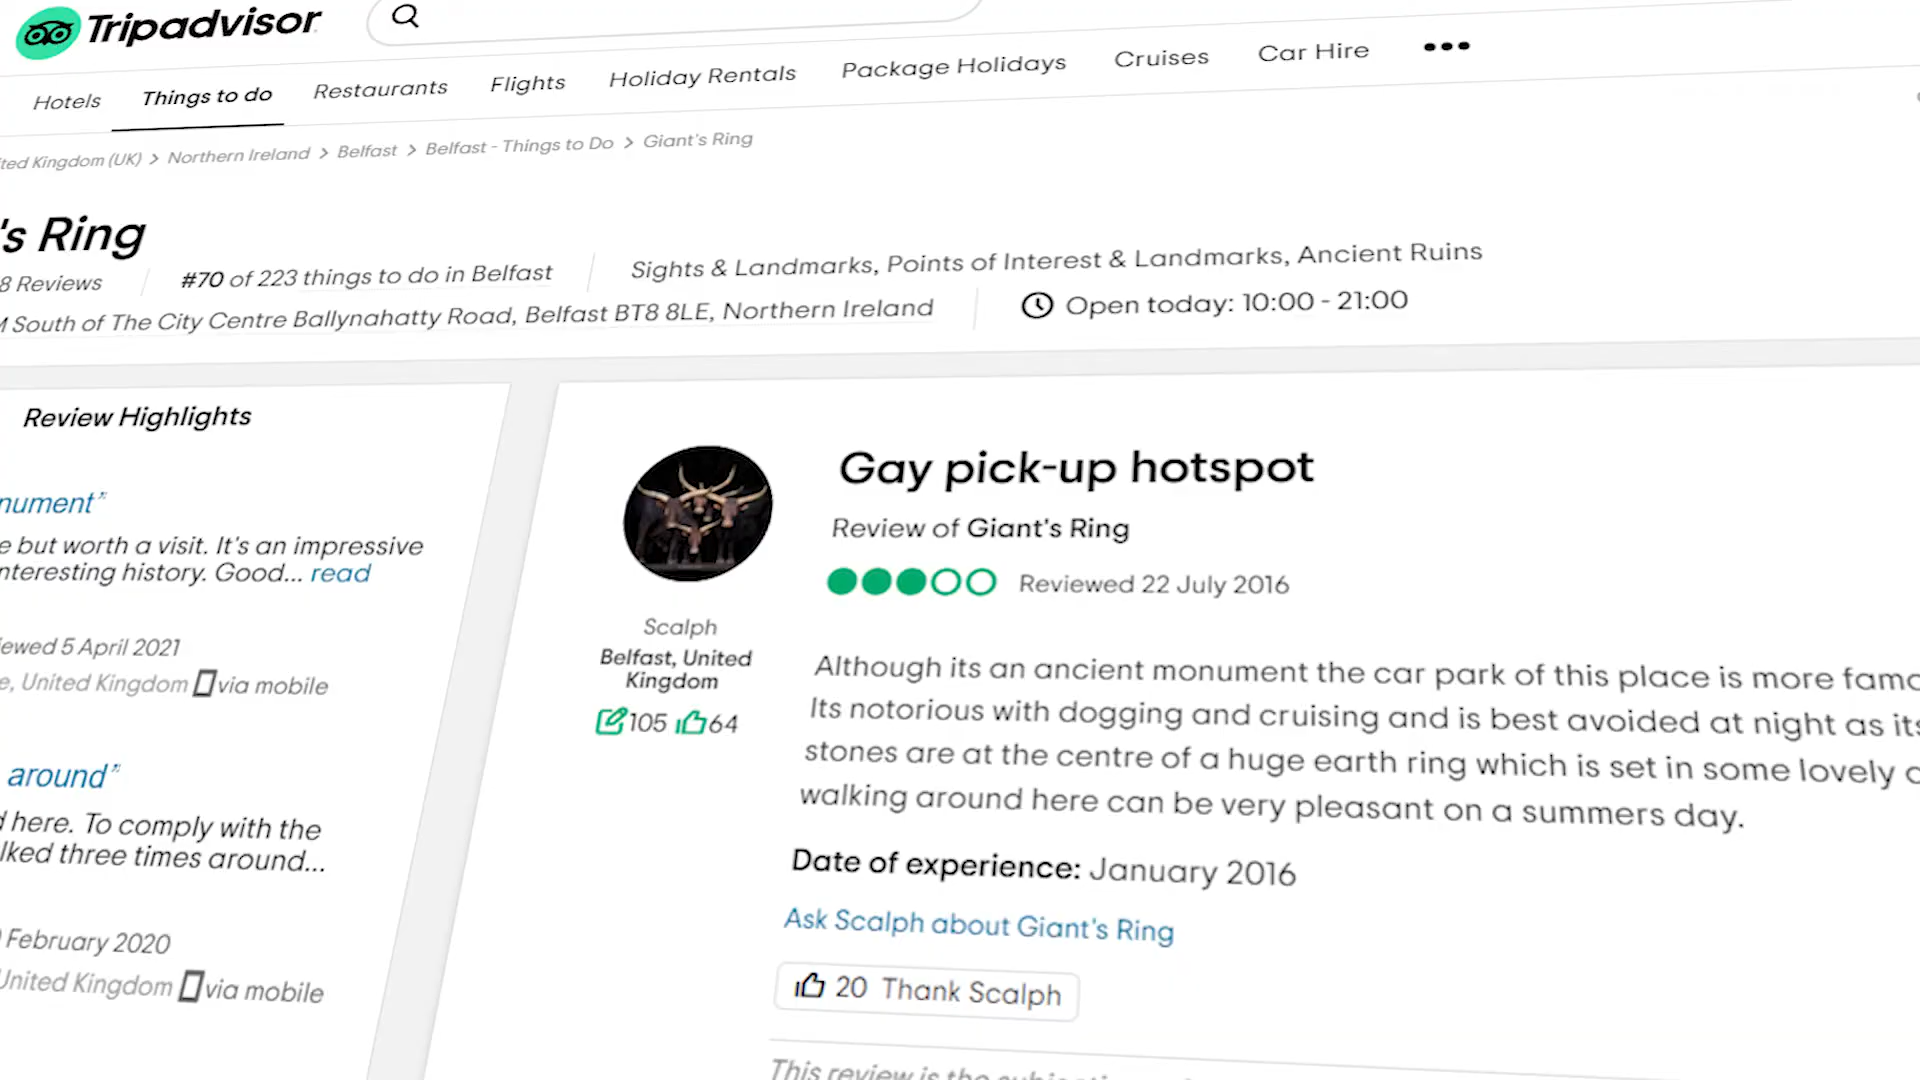 Tripadvisor
Hotels Things to do Restaurants Flights Holiday Rentals Package Holidays Cruises Car Hire
Kingdom (UK) > Northern Ireland > Belfast > Belfast - Things to Do > Giant's Ring
's Ring
8 Reviews #70 of 223 things to do in Belfast Sights & Landmarks, Points of Interest & Landmarks, Ancient Ruins
South of The City Centre Ballynahatty Road, Belfast BT8 8LE, Northern Ireland Open today: 10:00 - 21:00
Review Highlights
but worth a visit. It's an impressive
history. Good... read
5 April 2021
United Kingdom via mobile
around”
here. To comply with the
three times around...
February 2020
United Kingdom via mobile
Gay pick-up hotspot
Review of Giant's Ring
Reviewed 22 July 2016
Scalph
Belfast, United
Kingdom
105 64
Although its an ancient monument the car park of this place is more
Its notorious with dogging and cruising and is best avoided at night as its
stones are at the centre of a huge earth ring which is set in some lovely
walking around here can be very pleasant on a summers day.
Date of experience: January 2016
Ask Scalph about Giant's Ring
20 Thank Scalph
This review is the